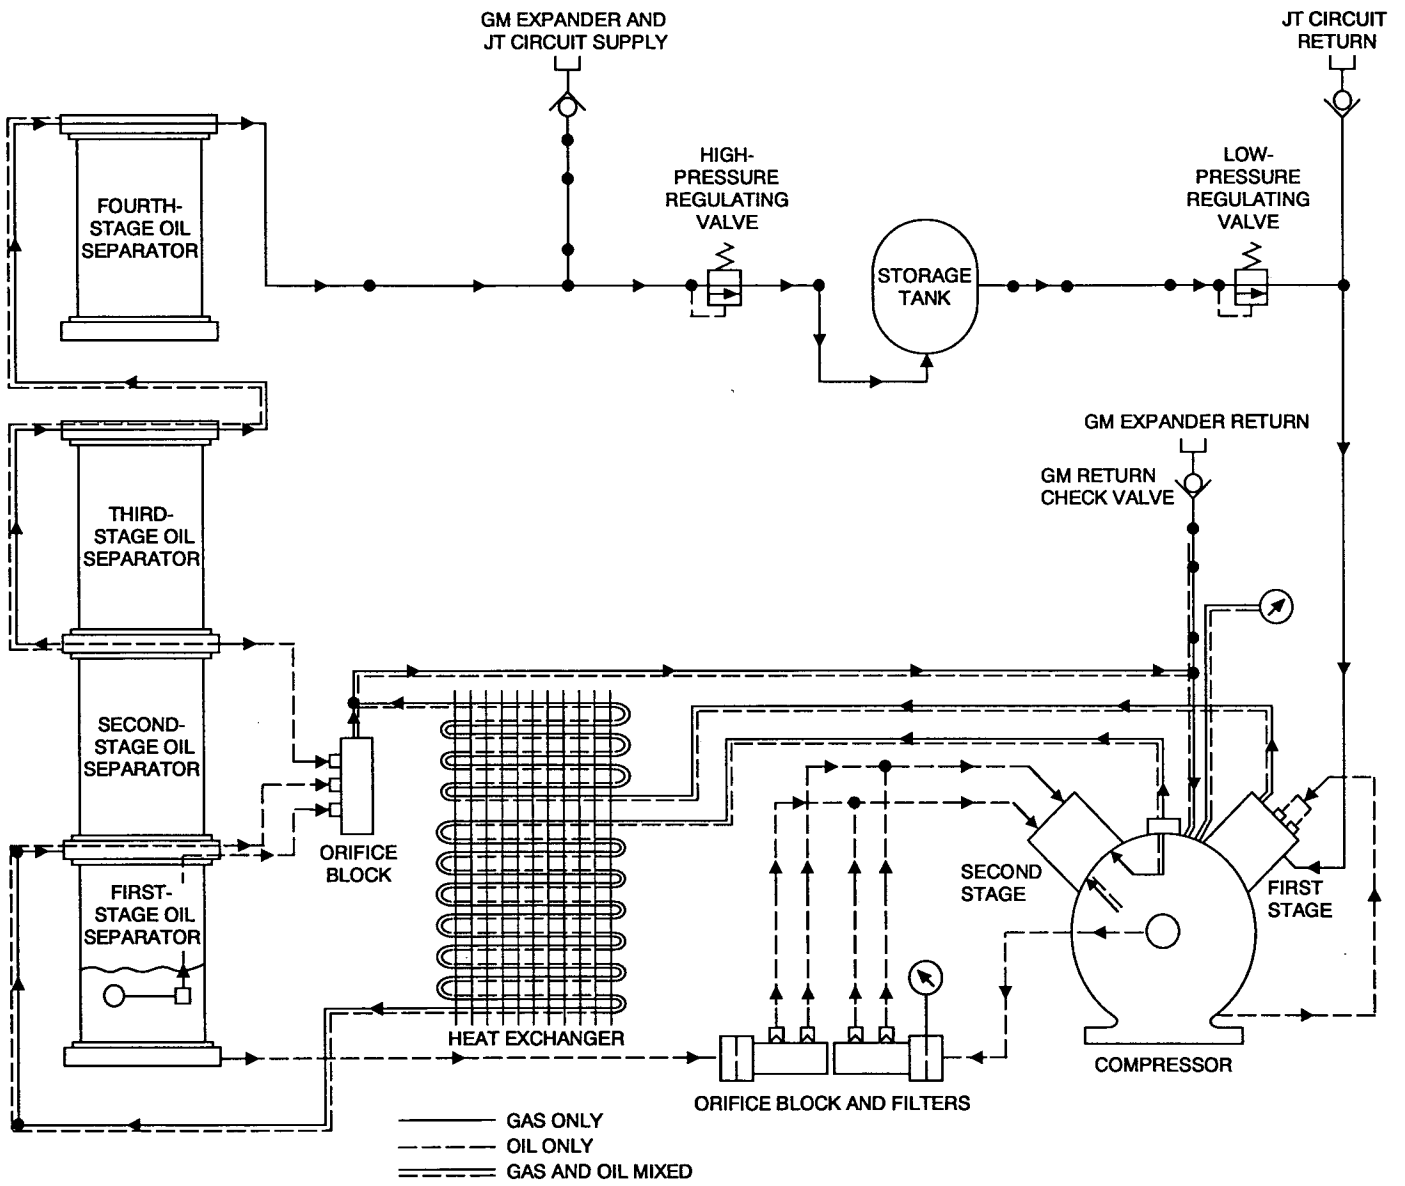 GM EXPANDER AND
JT CIRCUIT SUPPLY
JT CIRCUIT
RETURN
HIGH-
PRESSURE
REGULATING
VALVE
LOW-
PRESSURE
REGULATING
VALVE
FOURTH-
STAGE OIL
SEPARATOR
STORAGE
TANK
GM EXPANDER RETURN
GM RETURN
CHECK VALVE
THIRD-
STAGE OIL
SEPARATOR
SECOND-
STAGE OIL
SEPARATOR
ORIFICE
BLOCK
FIRST-
STAGE OIL
SEPARATOR
SECOND
STAGE
FIRST
STAGE
HEAT EXCHANGER
COMPRESSOR
ORIFICE BLOCK AND FILTERS
GAS ONLY
OIL ONLY
GAS AND OIL MIXED